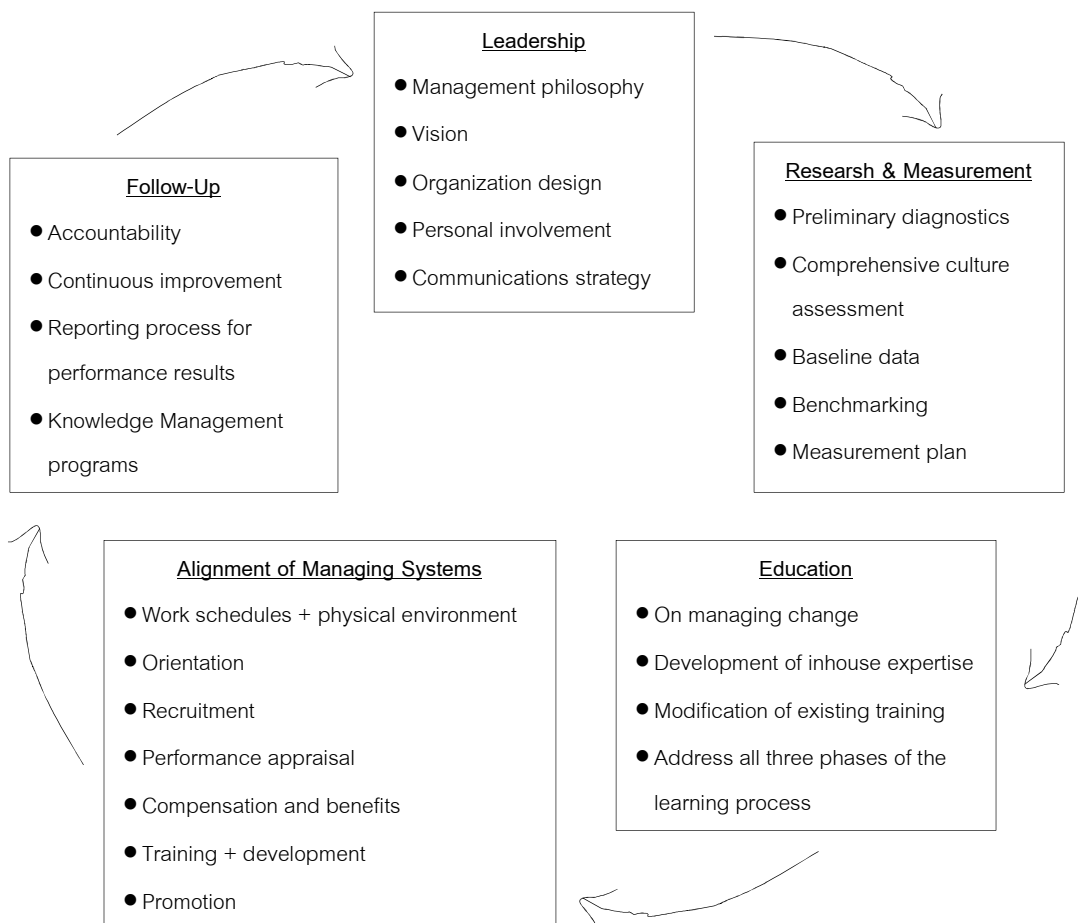 Leadership
● Management philosophy
● Vision
● Organization design
● Personal involvement
● Communications strategy
Researsh & Measurement
● Preliminary diagnostics
● Comprehensive culture
assessment
● Baseline data
● Benchmarking
● Measurement plan
Education
● On managing change
● Development of inhouse expertise
● Modification of existing training
● Address all three phases of the
learning process
Alignment of Managing Systems
● Work schedules + physical environment
● Orientation
● Recruitment
● Performance appraisal
● Compensation and benefits
● Training + development
● Promotion
Follow-Up
● Accountability
● Continuous improvement
● Reporting process for
performance results
● Knowledge Management
programs